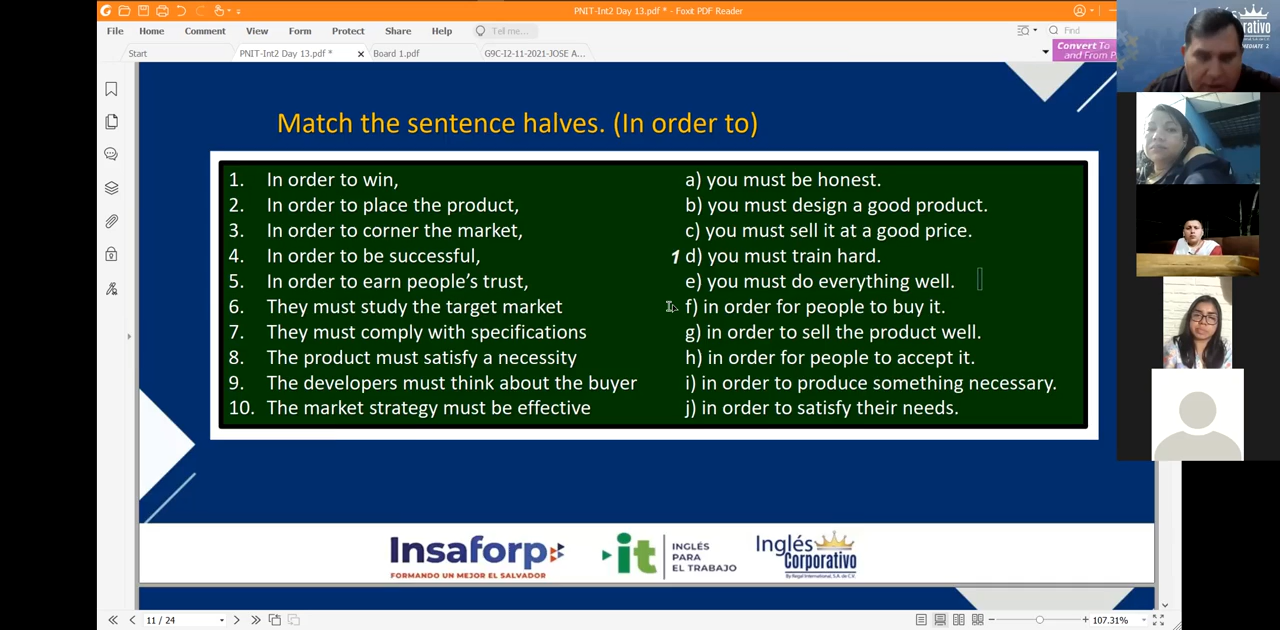 PNIT-Int2 Day 13.pdf * - Foxit PDF Reader
File Home Comment View Form Protect Share Help Tell me... Find
Start PNIT-Int2 Day 13.pdf * Board 1.pdf G9C-I2-11-2021-JOSE A...
Convert To
and From P
Match the sentence halves. (In order to)
1. In order to win, a) you must be honest.
2. In order to place the product, b) you must design a good product.
3. In order to corner the market, c) you must sell it at a good price.
4. In order to be successful, 1 d) you must train hard.
5. In order to earn people’s trust, e) you must do everything well.
6. They must study the target market f) in order for people to buy it.
7. They must comply with specifications g) in order to sell the product well.
8. The product must satisfy a necessity h) in order for people to accept it.
9. The developers must think about the buyer i) in order to produce something necessary.
10. The market strategy must be effective j) in order to satisfy their needs.
Insaforp
FORMANDO UN MEJOR EL SALVADOR
it
INGLÉS
PARA
EL TRABAJO
Inglés
Corporativo
By Regal International, S.A. de C.V.
11 / 24
107.31%